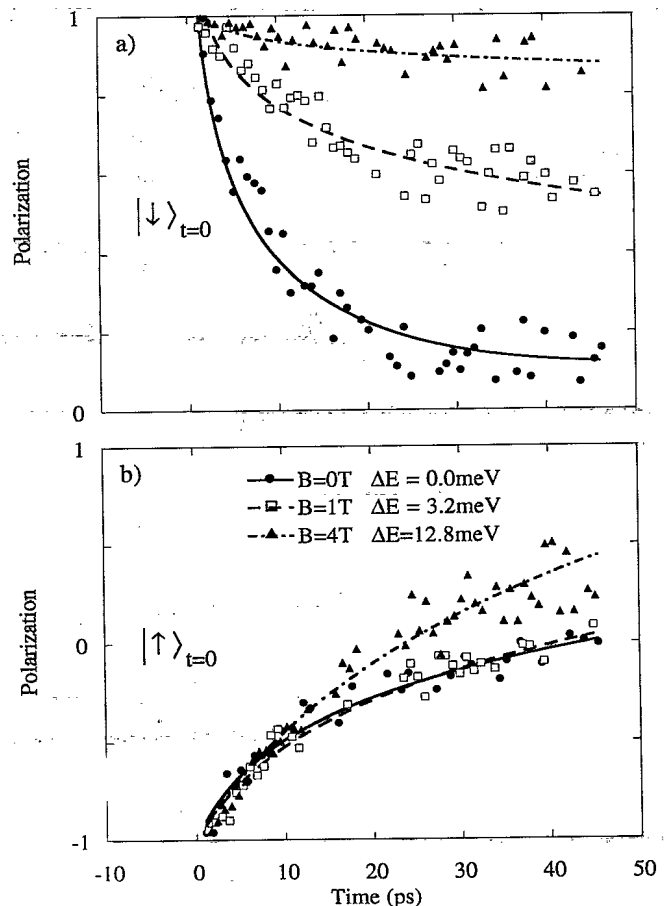 1
a)
Polarization
|↓⟩t=0
0
1
b)
B=0T ΔE = 0.0meV
B=1T ΔE = 3.2meV
B=4T ΔE=12.8meV
Polarization
|↑⟩t=0
0
-1
-10 0 10 20 30 40 50
Time (ps)